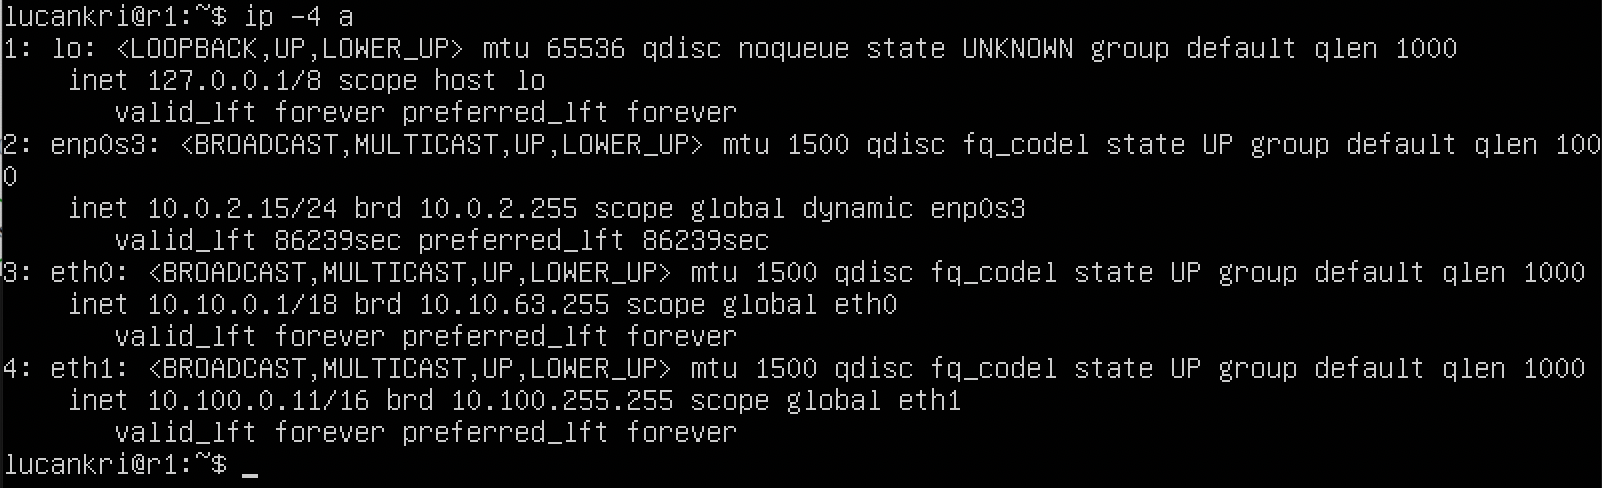 lucankri@r1:~$ ip -4 a
1: lo: <LOOPBACK,UP,LOWER_UP> mtu 65536 qdisc noqueue state UNKNOWN group default qlen 1000
    inet 127.0.0.1/8 scope host lo
       valid_lft forever preferred_lft forever
2: enp0s3: <BROADCAST,MULTICAST,UP,LOWER_UP> mtu 1500 qdisc fq_codel state UP group default qlen 100
0
    inet 10.0.2.15/24 brd 10.0.2.255 scope global dynamic enp0s3
       valid_lft 86239sec preferred_lft 86239sec
3: eth0: <BROADCAST,MULTICAST,UP,LOWER_UP> mtu 1500 qdisc fq_codel state UP group default qlen 1000
    inet 10.10.0.1/18 brd 10.10.63.255 scope global eth0
       valid_lft forever preferred_lft forever
4: eth1: <BROADCAST,MULTICAST,UP,LOWER_UP> mtu 1500 qdisc fq_codel state UP group default qlen 1000
    inet 10.100.0.11/16 brd 10.100.255.255 scope global eth1
       valid_lft forever preferred_lft forever
lucankri@r1:~$ _